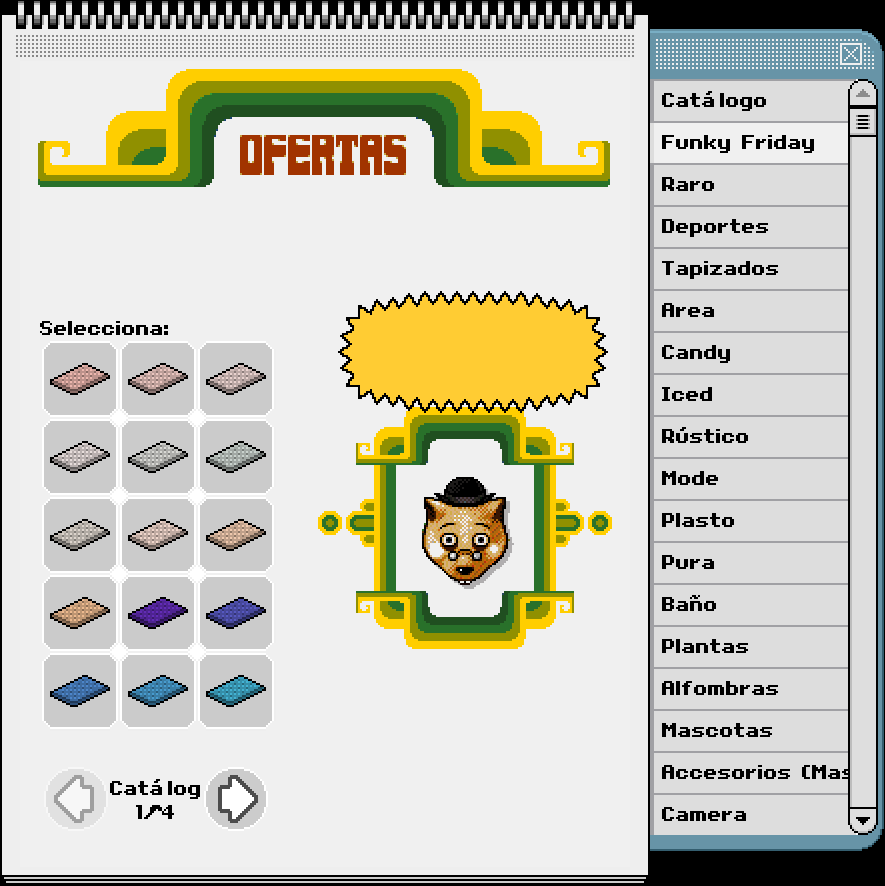 OFERTAS
Selecciona:
Catálog
1/4
Catálogo
Funky Friday
Raro
Deportes
Tapizados
Area
Candy
Iced
Rústico
Mode
Plasto
Pura
Baño
Plantas
Alfombras
Mascotas
Accesorios (Mas
Camera